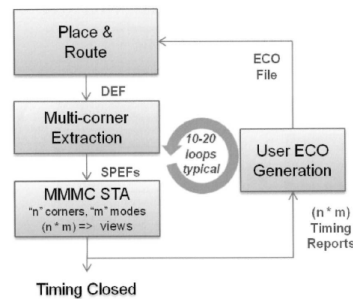 Place &
Route
DEF
Multi-corner
Extraction
SPEFs
MMMC STA
"n" corners, "m" modes
(n * m) => views
Timing Closed
10-20
loops
typical
ECO
File
User ECO
Generation
(n * m)
Timing
Reports